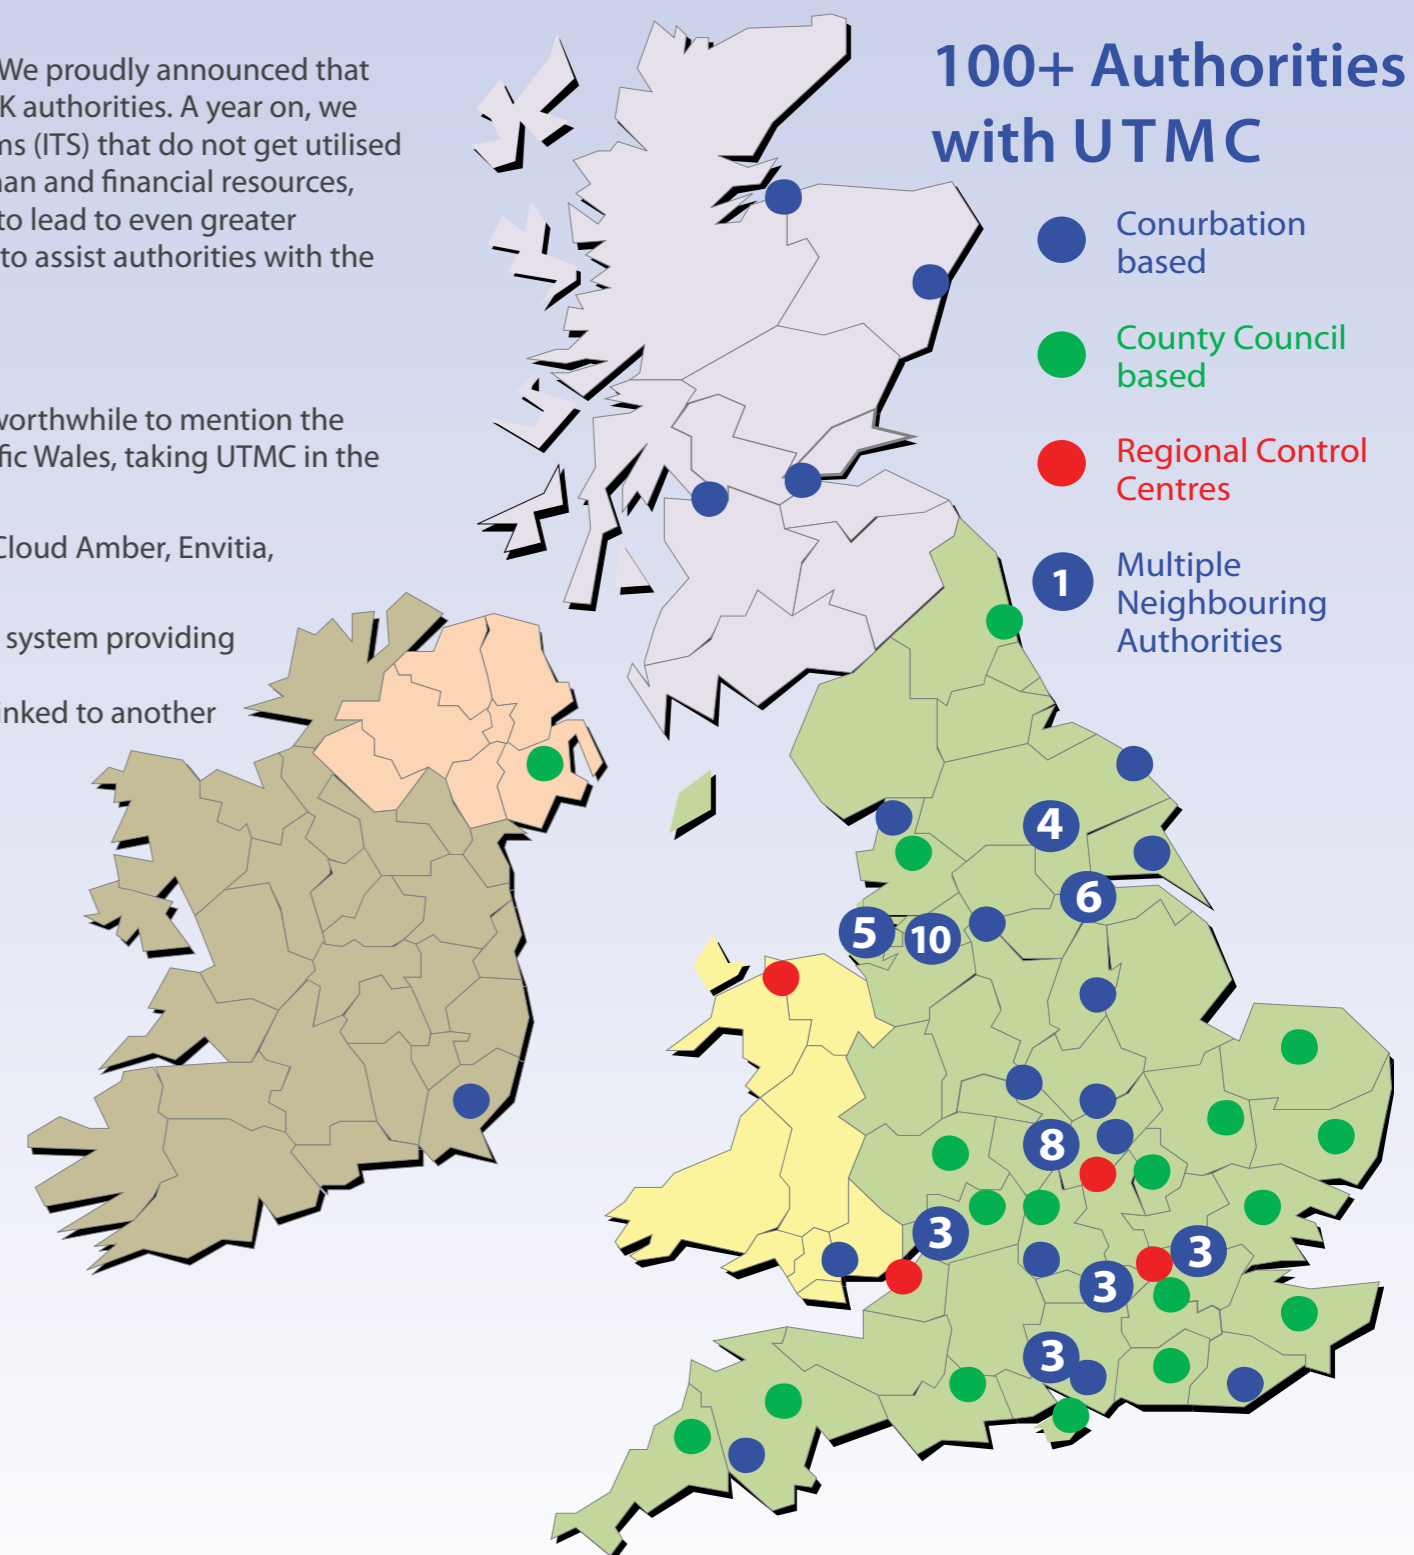 We proudly announced that
K authorities. A year on, we
ms (ITS) that do not get utilised
nan and financial resources,
to lead to even greater
to assist authorities with the
worthwhile to mention the
fic Wales, taking UTMC in the
Cloud Amber, Envitia,
system providing
inked to another
100+ Authorities
with UTMC
Conurbation
based
County Council
based
Regional Control
Centres
1
Multiple
Neighbouring
Authorities
4
6
5
10
8
3
3
3
3